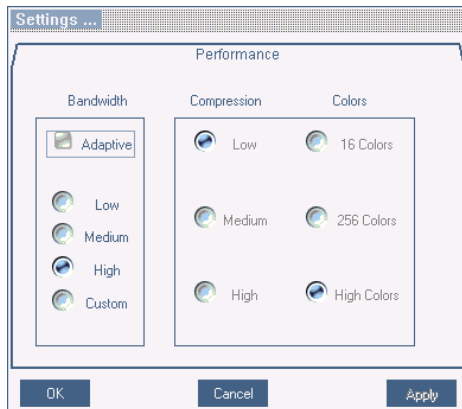 Settings ...
Performance
Bandwidth Compression Colors
Adaptive Low 16 Colors
Low
Medium 256 Colors
Medium
High
High High Colors
Custom
OK Cancel Apply